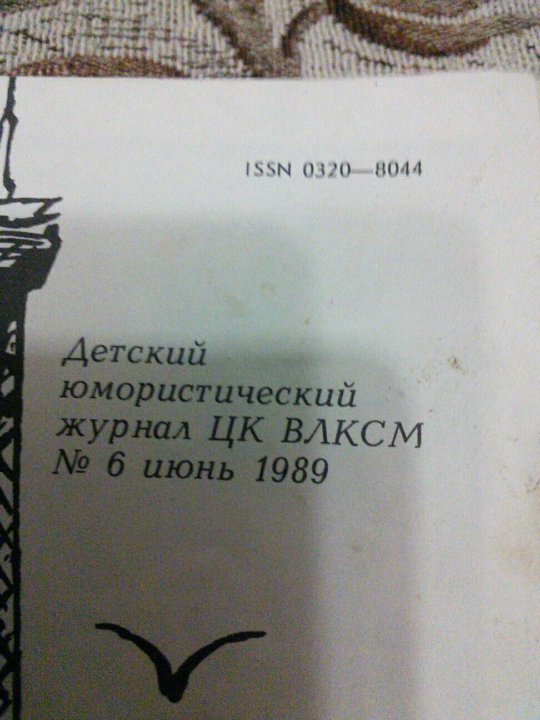 ISSN 0320—8044
Детский
юмористический
журнал ЦК ВЛКСМ
№ 6 июнь 1989